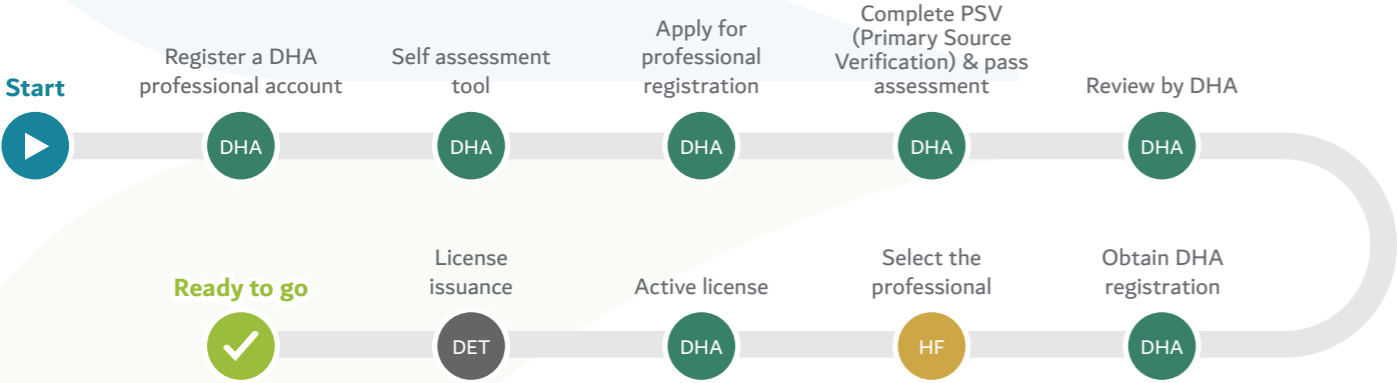 Start
Register a DHA
professional account
DHA
Self assessment
tool
DHA
Apply for
professional
registration
DHA
Complete PSV
(Primary Source
Verification) & pass
assessment
DHA
Review by DHA
DHA
Obtain DHA
registration
DHA
Select the
professional
HF
Active license
DHA
License
issuance
DET
Ready to go